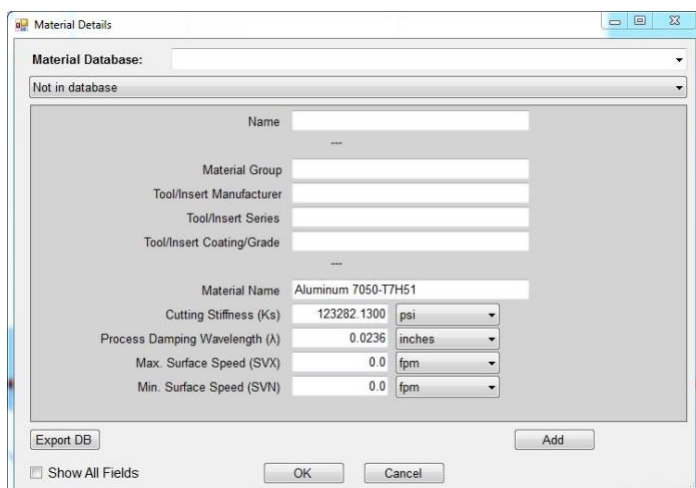 Material Details
Material Database:
Not in database
Name
---
Material Group
Tool/Insert Manufacturer
Tool/Insert Series
Tool/Insert Coating/Grade
---
Material Name Aluminum 7050-T7H51
Cutting Stiffness (Ks) 123282.1300 psi
Process Damping Wavelength (λ) 0.0236 inches
Max. Surface Speed (SVX) 0.0 fpm
Min. Surface Speed (SVN) 0.0 fpm
Export DB Add
Show All Fields OK Cancel